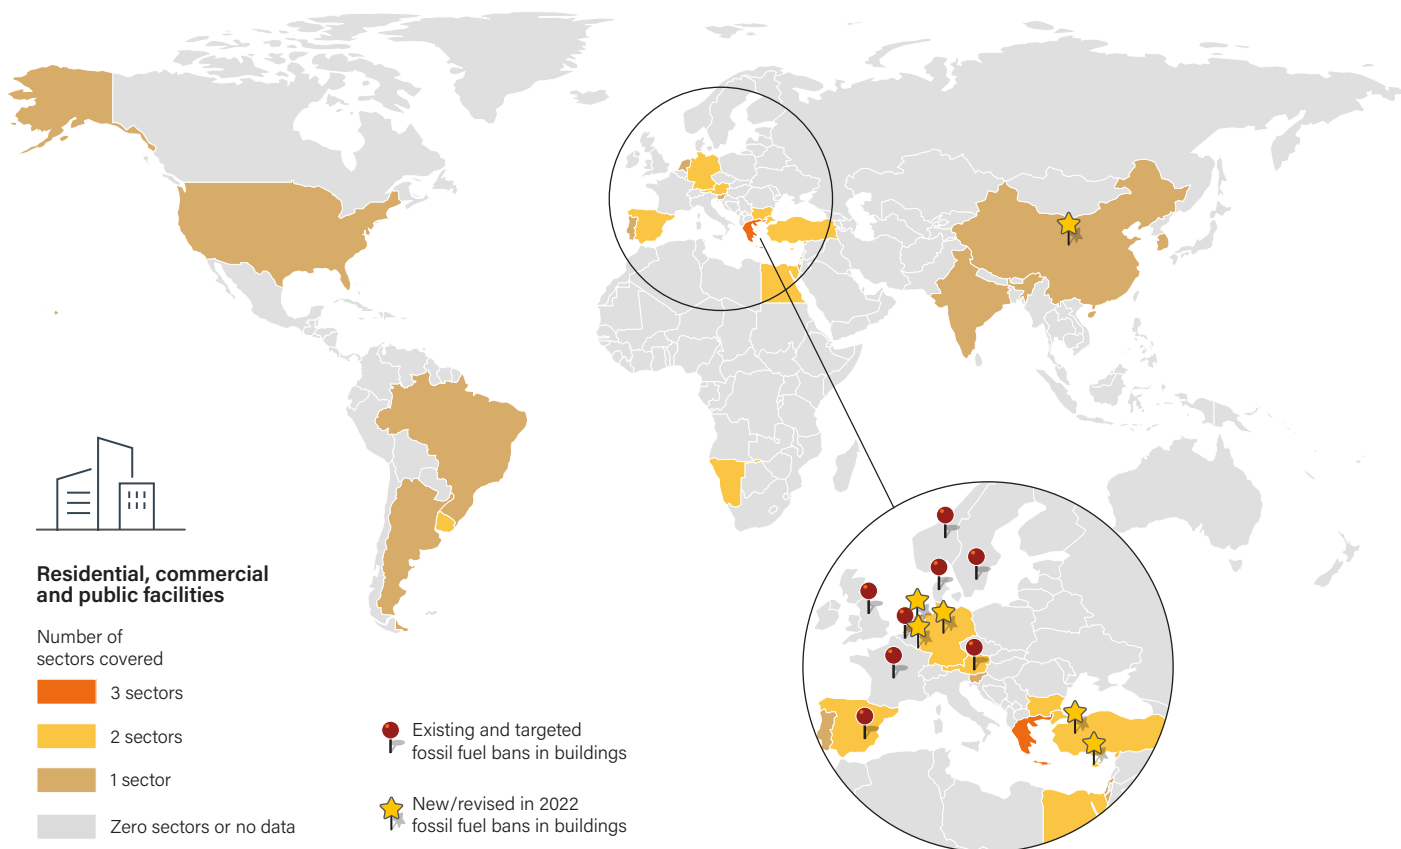 Residential, commercial
and public facilities
Number of
sectors covered
3 sectors
2 sectors
1 sector
Zero sectors or no data
Existing and targeted
fossil fuel bans in buildings
New/revised in 2022
fossil fuel bans in buildings